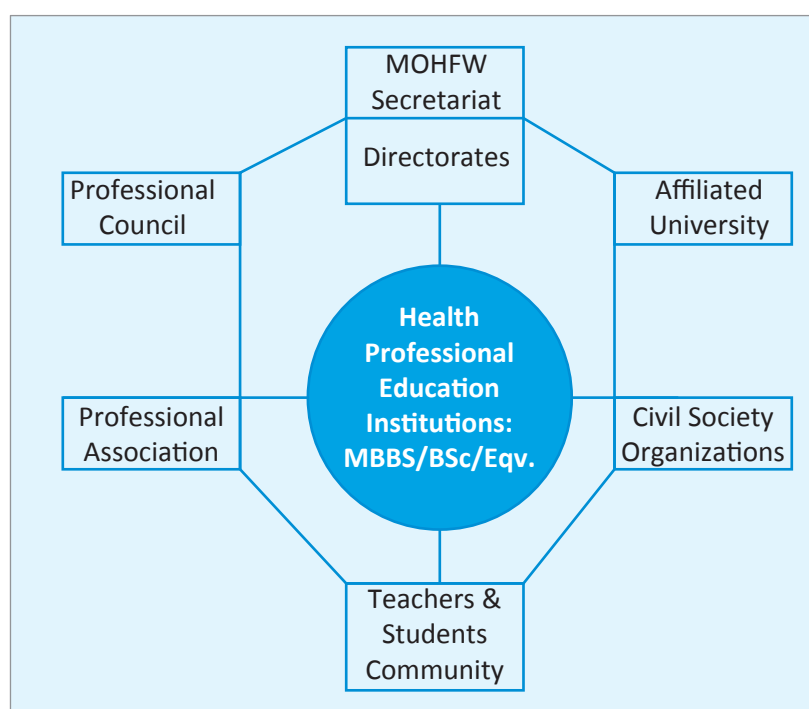 MOHFW
Secretariat
Directorates
Professional
Council
Affiliated
University
Health
Professional
Education
Institutions:
MBBS/BSc/Eqv.
Professional
Association
Civil Society
Organizations
Teachers &
Students
Community